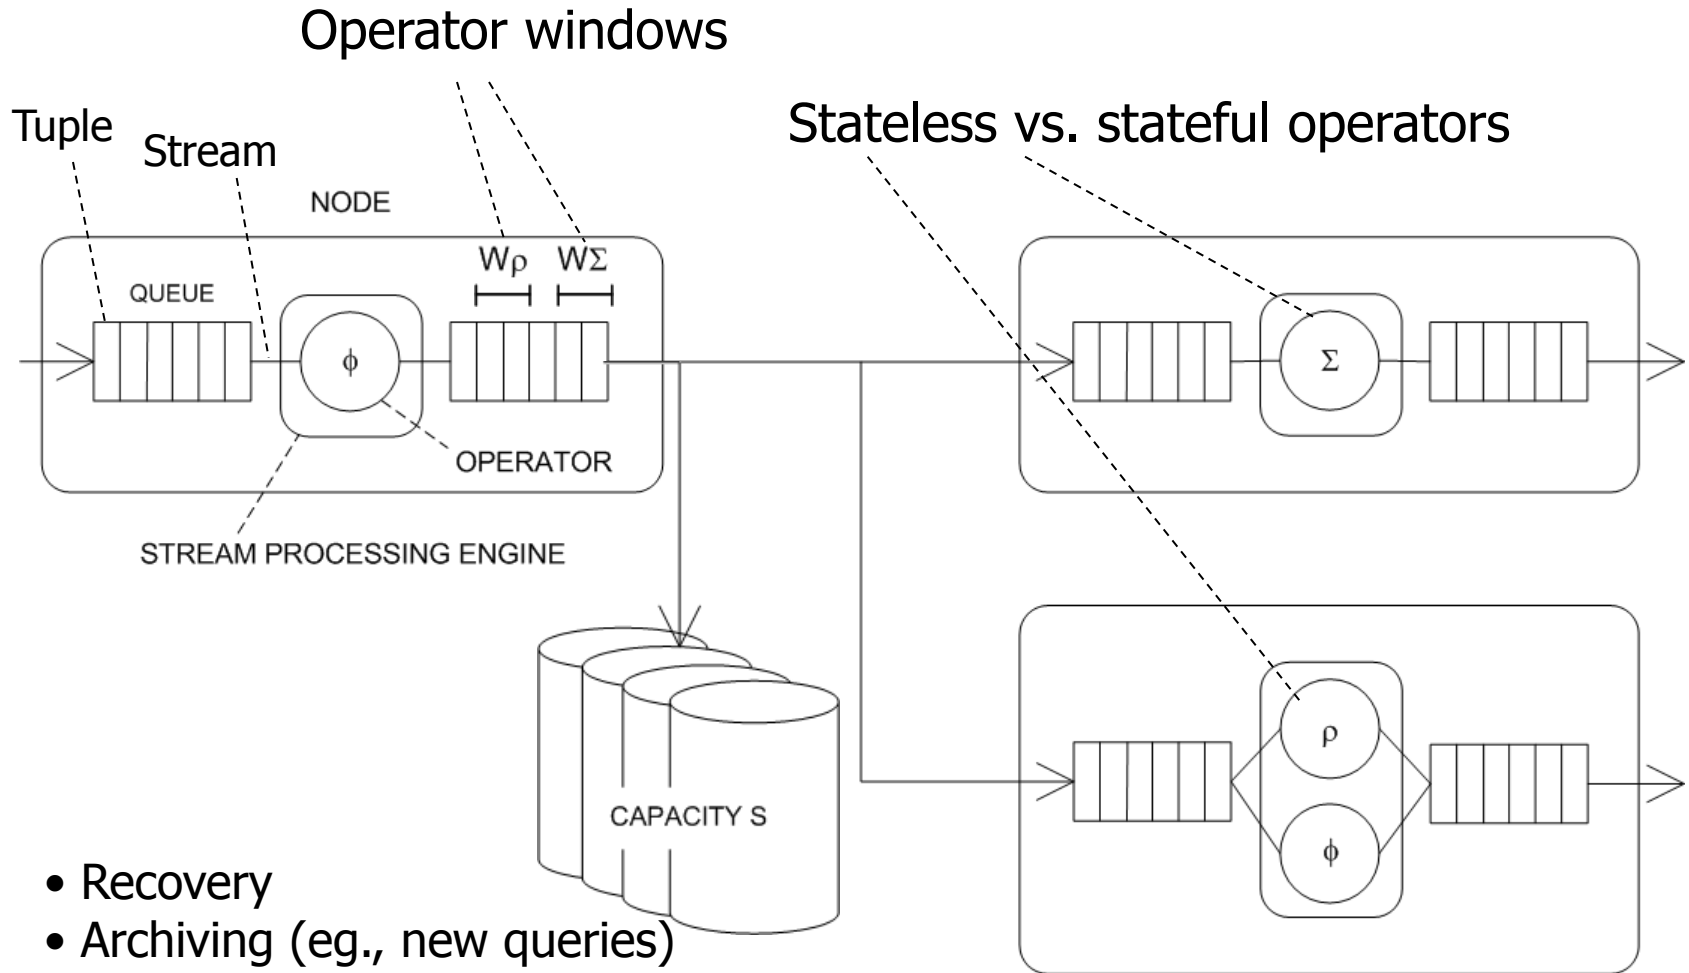 Operator windows
Tuple
Stream
Stateless vs. stateful operators
NODE
Wρ WΣ
QUEUE
ϕ
Σ
OPERATOR
STREAM PROCESSING ENGINE
ρ
CAPACITY S
ϕ
• Recovery
• Archiving (eg., new queries)